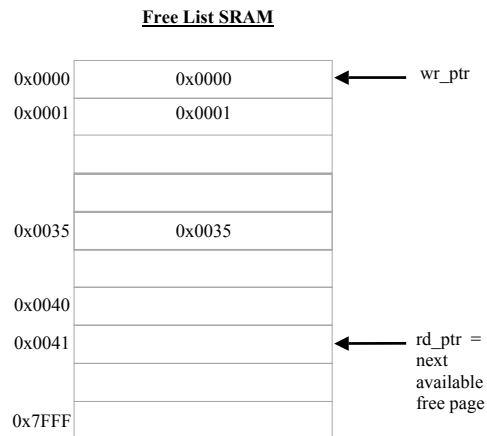 Free List SRAM
0x0000 0x0000 wr_ptr
0x0001 0x0001
0x0035 0x0035
0x0040
0x0041 rd_ptr =
next
available
free page
0x7FFF